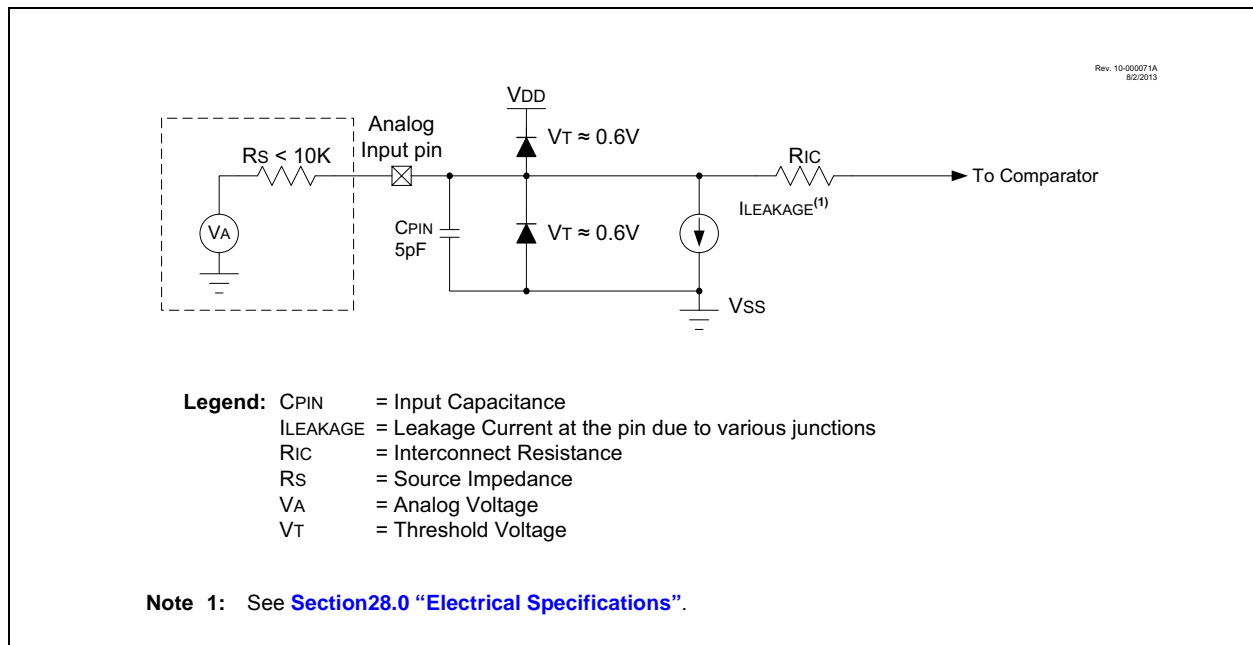 Rev. 10-000071A
8/2/2013
VDD
Analog
Input pin
VT ≈ 0.6V
RS < 10K
RIC
To Comparator
ILEAKAGE(1)
VA
CPIN
5pF
VT ≈ 0.6V
VSS
Legend: CPIN = Input Capacitance
ILEAKAGE = Leakage Current at the pin due to various junctions
RIC = Interconnect Resistance
RS = Source Impedance
VA = Analog Voltage
VT = Threshold Voltage
Note 1: See Section28.0 “Electrical Specifications”.